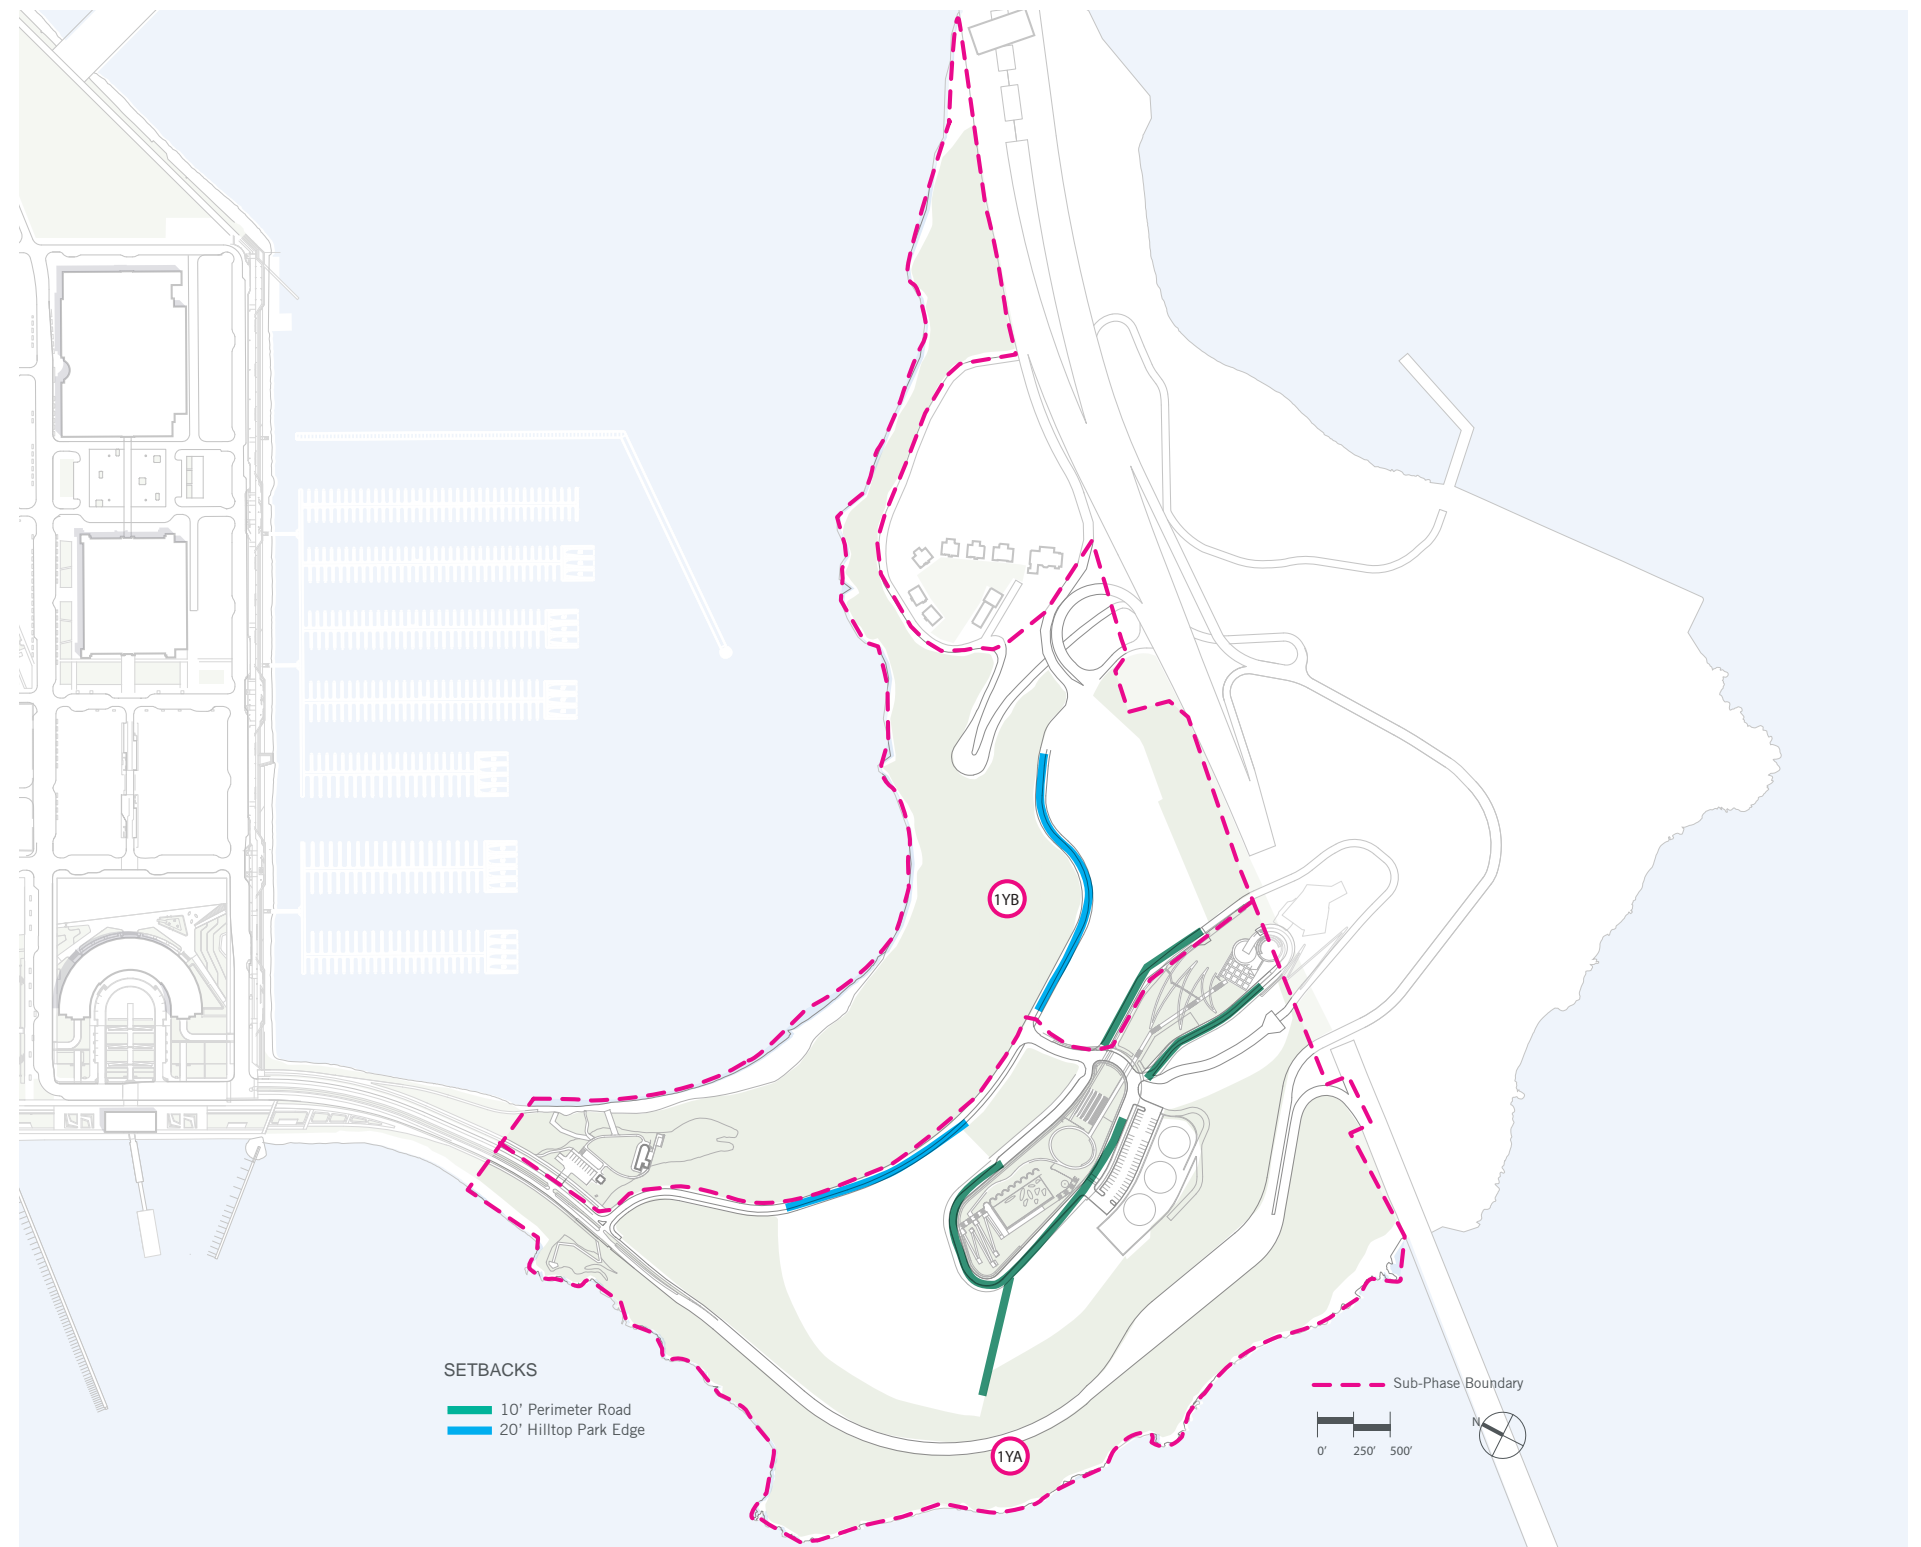 1YB
SETBACKS
10’ Perimeter Road
20’ Hilltop Park Edge
Sub-Phase Boundary
N
0’ 250’ 500’
1YA